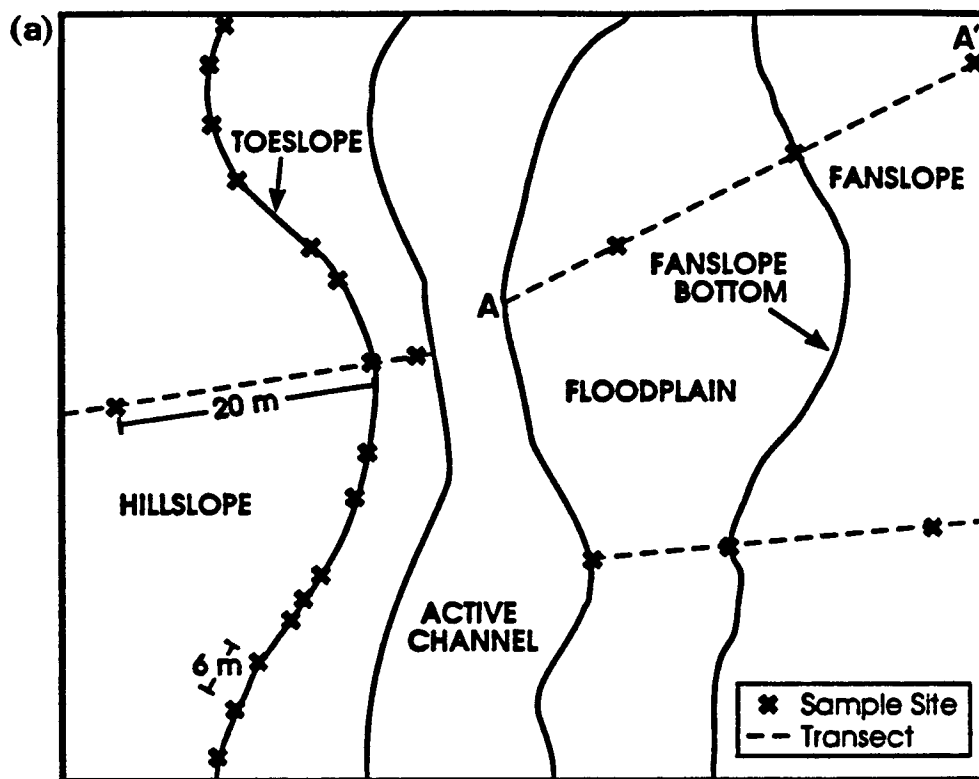 (a)
A'
TOESLOPE
FANSLOPE
FANSLOPE
BOTTOM
A
FLOODPLAIN
20 m
HILLSLOPE
ACTIVE
CHANNEL
6 m
Sample Site
Transect